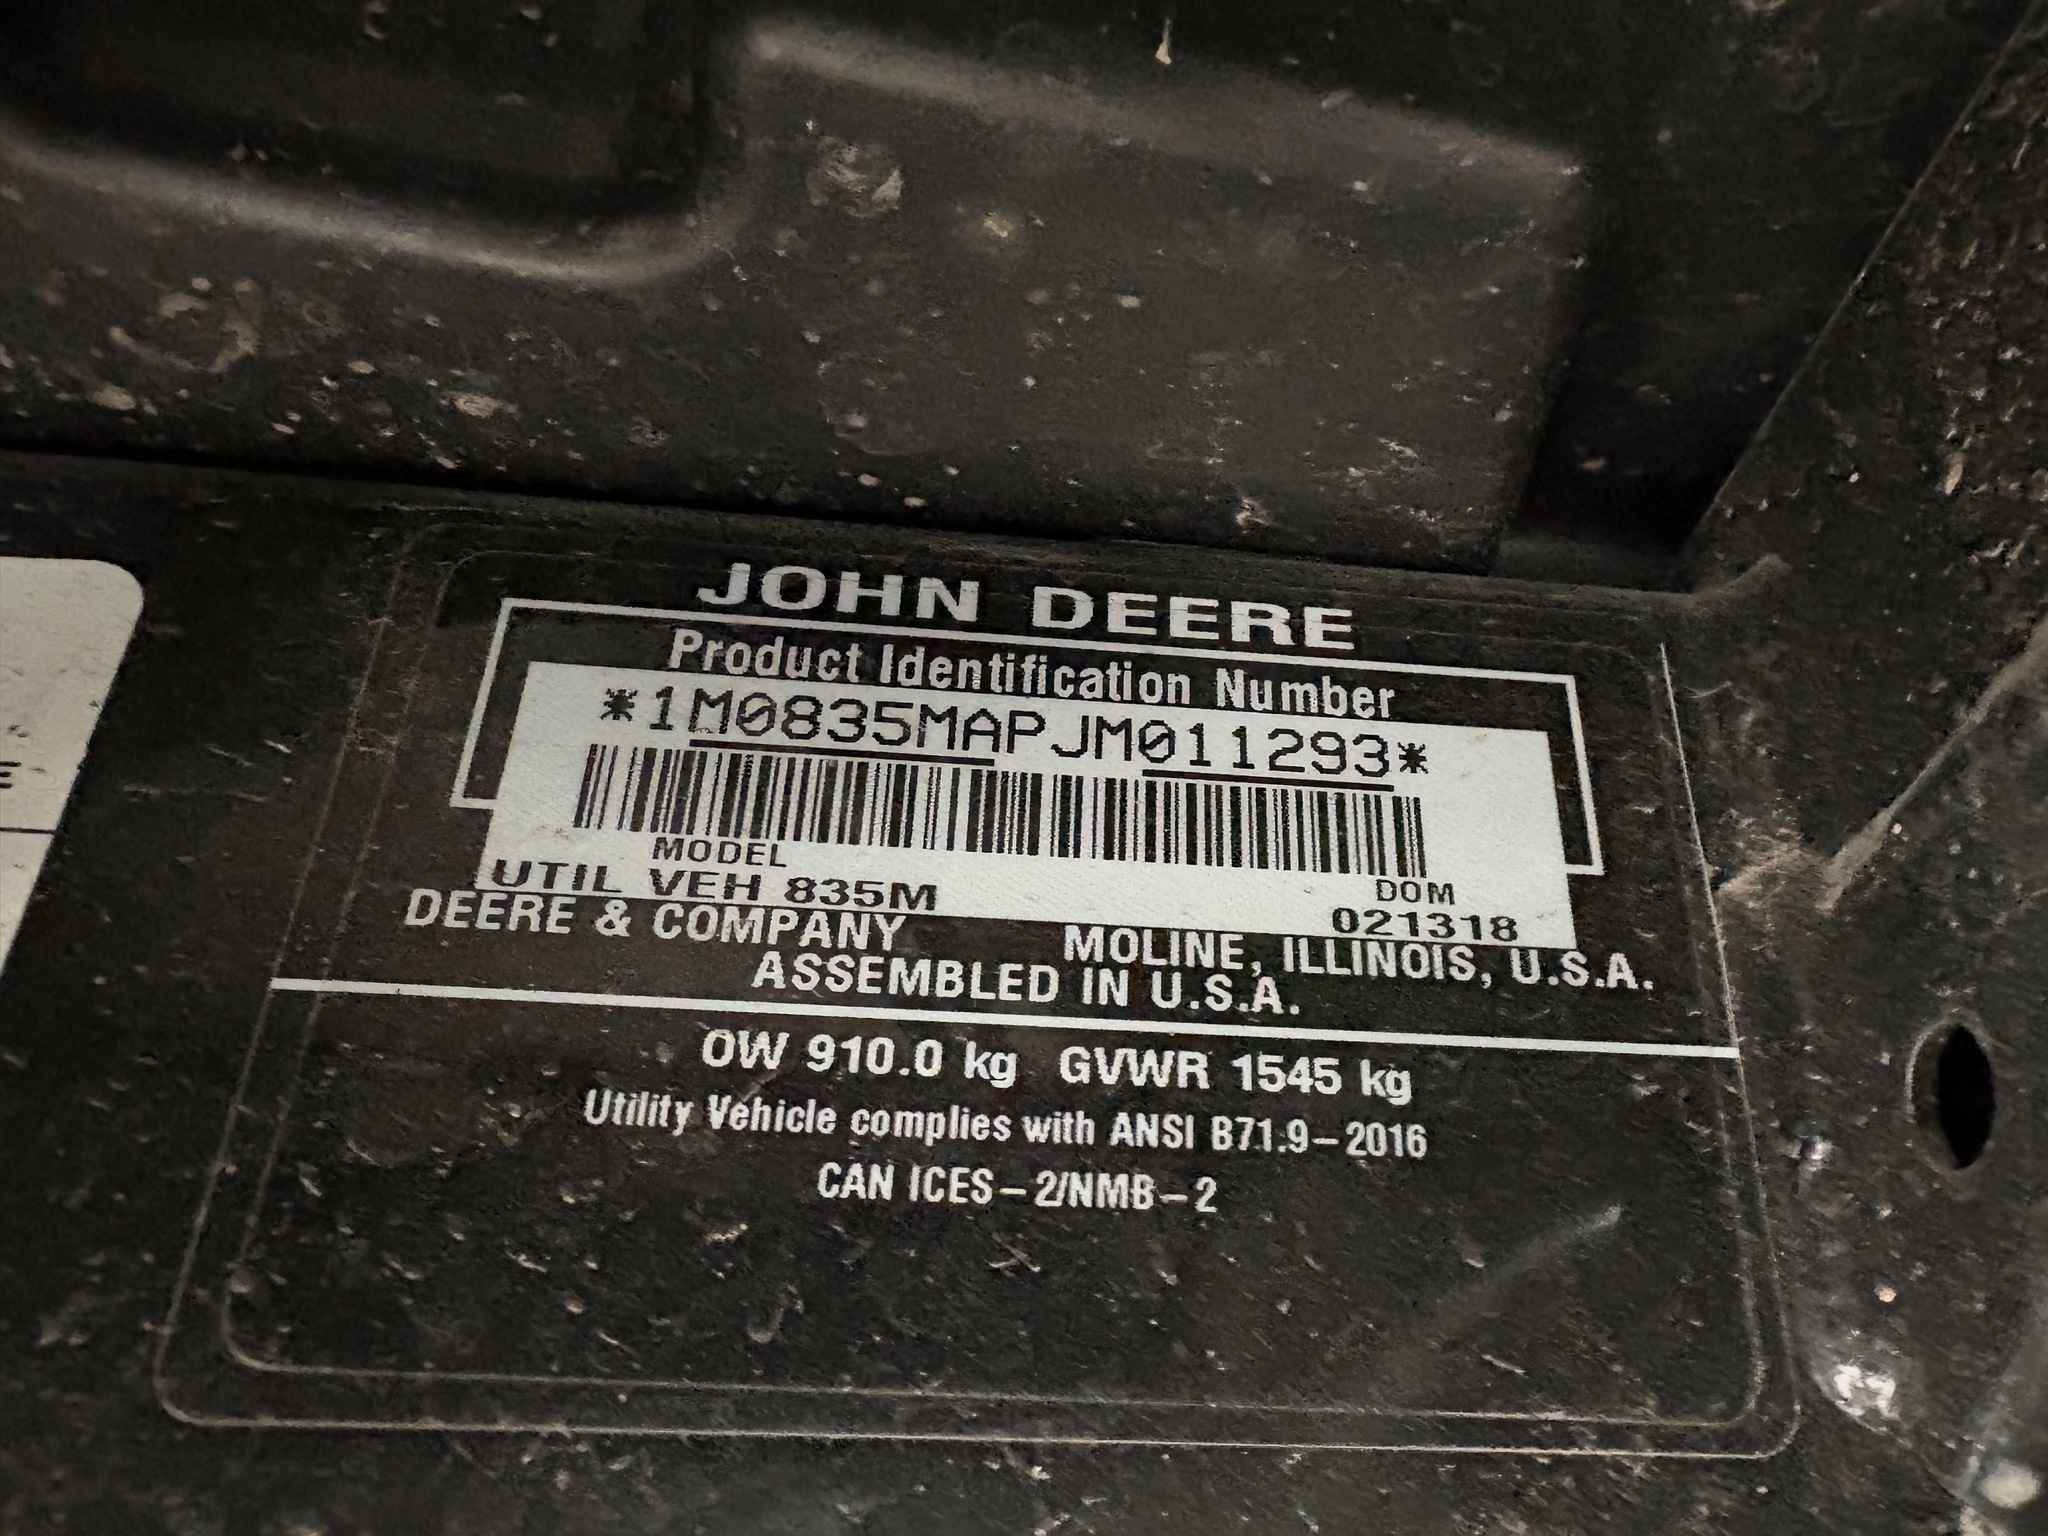 JOHN DEERE
Product Identification Number
*1M0835MAPJM011293*
MODEL DOM
UTIL VEH 835M 021318
DEERE & COMPANY MOLINE, ILLINOIS, U.S.A.
ASSEMBLED IN U.S.A.
OW 910.0 kg GVWR 1545 kg
Utility Vehicle complies with ANSI B71.9-2016
CAN ICES-2/NMB-2